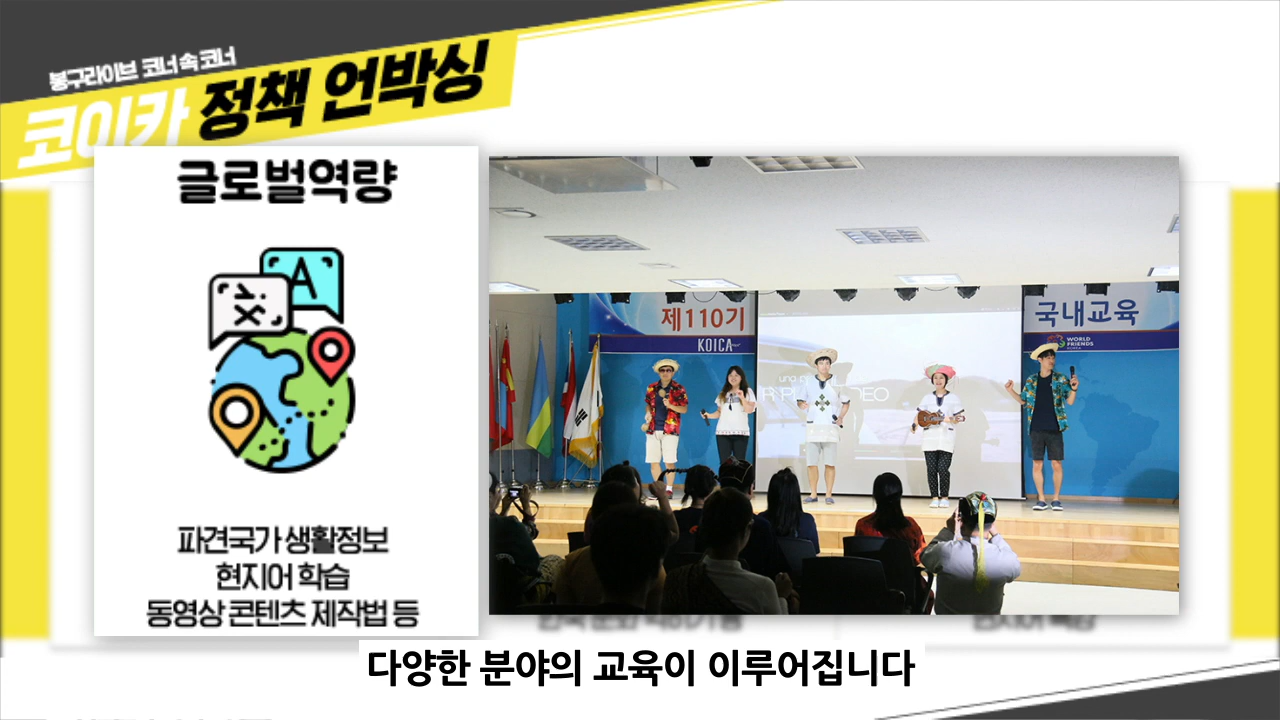 봉구라이브 코너 속 코너
코이카 정책 언박싱
글로벌역량
A
파견국가 생활정보
현지어 학습
동영상 콘텐츠 제작법 등
제110기
국내교육
KOICA
WORLD
FRIENDS
KOREA
다양한 분야의 교육이 이루어집니다